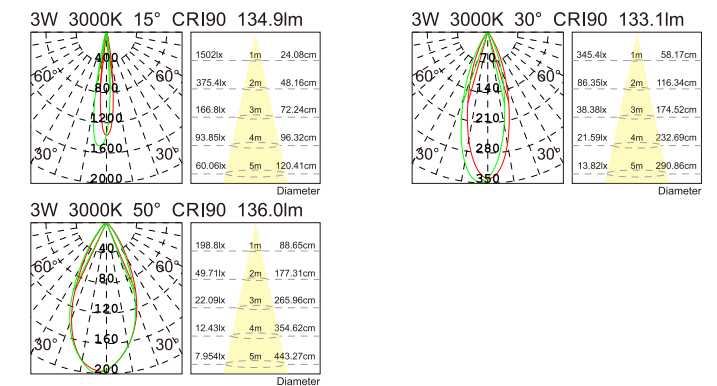 3W 3000K 15° CRI90 134.9lm
400
800
1200
1600
2000
60° 60°
30° 30°
1502lx 1m 24.08cm
375.4lx 2m 48.16cm
166.8lx 3m 72.24cm
93.85lx 4m 96.32cm
60.06lx 5m 120.41cm
Diameter
3W 3000K 30° CRI90 133.1lm
70
140
210
280
350
60° 60°
30° 30°
345.4lx 1m 58.17cm
86.35lx 2m 116.34cm
38.38lx 3m 174.52cm
21.59lx 4m 232.69cm
13.82lx 5m 290.86cm
Diameter
3W 3000K 50° CRI90 136.0lm
40
80
120
160
200
60° 60°
30° 30°
198.8lx 1m 88.65cm
49.71lx 2m 177.31cm
22.09lx 3m 265.96cm
12.43lx 4m 354.62cm
7.954lx 5m 443.27cm
Diameter